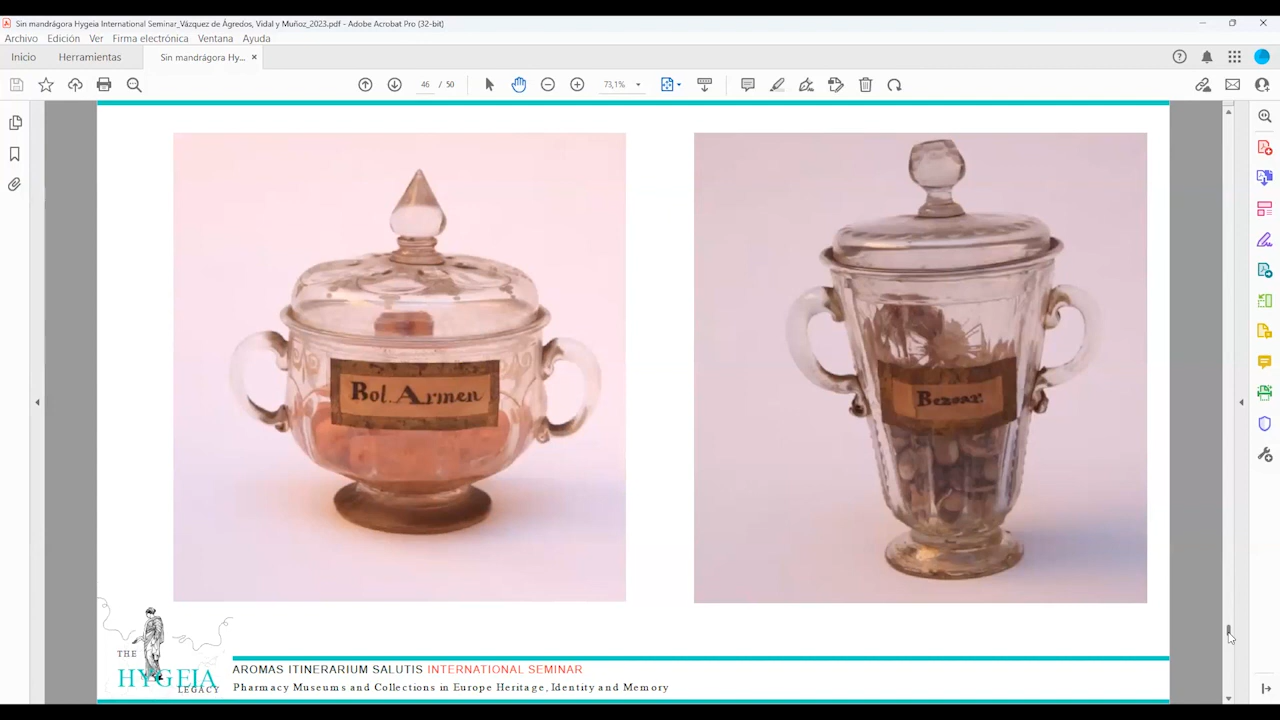 Sin mandrágora Hygeia International Seminar_Vázquez de Ágredos, Vidal y Muñoz_2023.pdf - Adobe Acrobat Pro (32-bit)
Archivo Edición Ver Firma electrónica Ventana Ayuda
Inicio Herramientas Sin mandrágora Hy... ×
46 / 50 73,1%
Bol. Armen
Bezoar.
THE
HYGEIA
LEGACY
AROMAS ITINERARIUM SALUTIS INTERNATIONAL SEMINAR
Pharmacy Museums and Collections in Europe Heritage, Identity and Memory